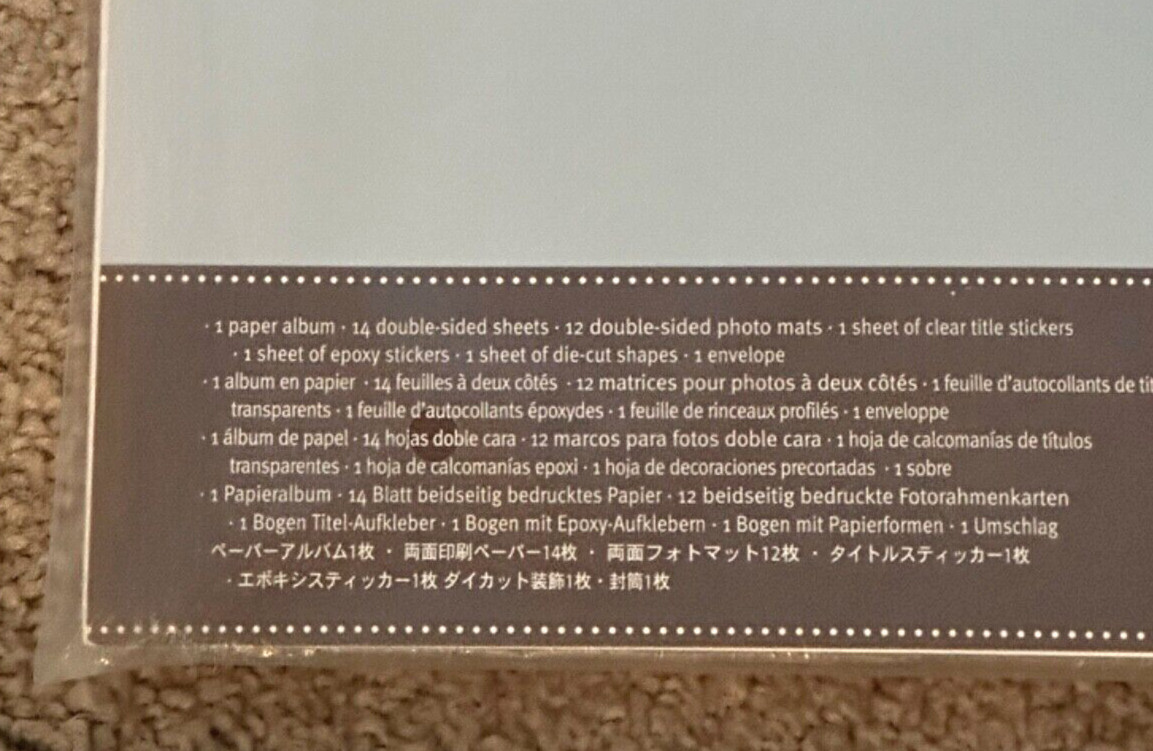 · 1 paper album · 14 double-sided sheets · 12 double-sided photo mats · 1 sheet of clear title stickers
· 1 sheet of epoxy stickers · 1 sheet of die-cut shapes · 1 envelope
· 1 album en papier · 14 feuilles à deux côtés · 12 matrices pour photos à deux côtés · 1 feuille d'autocollants de
transparents · 1 feuille d'autocollants époxydes · 1 feuille de rinceaux profilés · 1 enveloppe
· 1 álbum de papel · 14 hojas doble cara · 12 marcos para fotos doble cara · 1 hoja de calcomanías de títulos
transparentes · 1 hoja de calcomanías epoxi · 1 hoja de decoraciones precortadas · 1 sobre
· 1 Papieralbum · 14 Blatt beidseitig bedrucktes Papier · 12 beidseitig bedruckte Fotorahmenkarten
· 1 Bogen Titel-Aufkleber · 1 Bogen mit Epoxy-Aufklebern · 1 Bogen mit Papierformen · 1 Umschlag
ペーパーアルバム1枚 · 両面印刷ペーパー14枚 · 両面フォトマット12枚 · タイトルスティッカー1枚
· エポキシスティッカー1枚 ダイカット装飾1枚 · 封筒1枚